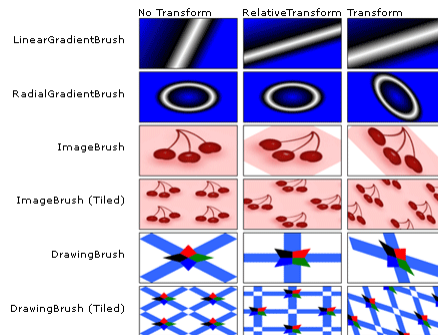 No Transform RelativeTransform Transform
LinearGradientBrush
RadialGradientBrush
ImageBrush
ImageBrush (Tiled)
DrawingBrush
DrawingBrush (Tiled)